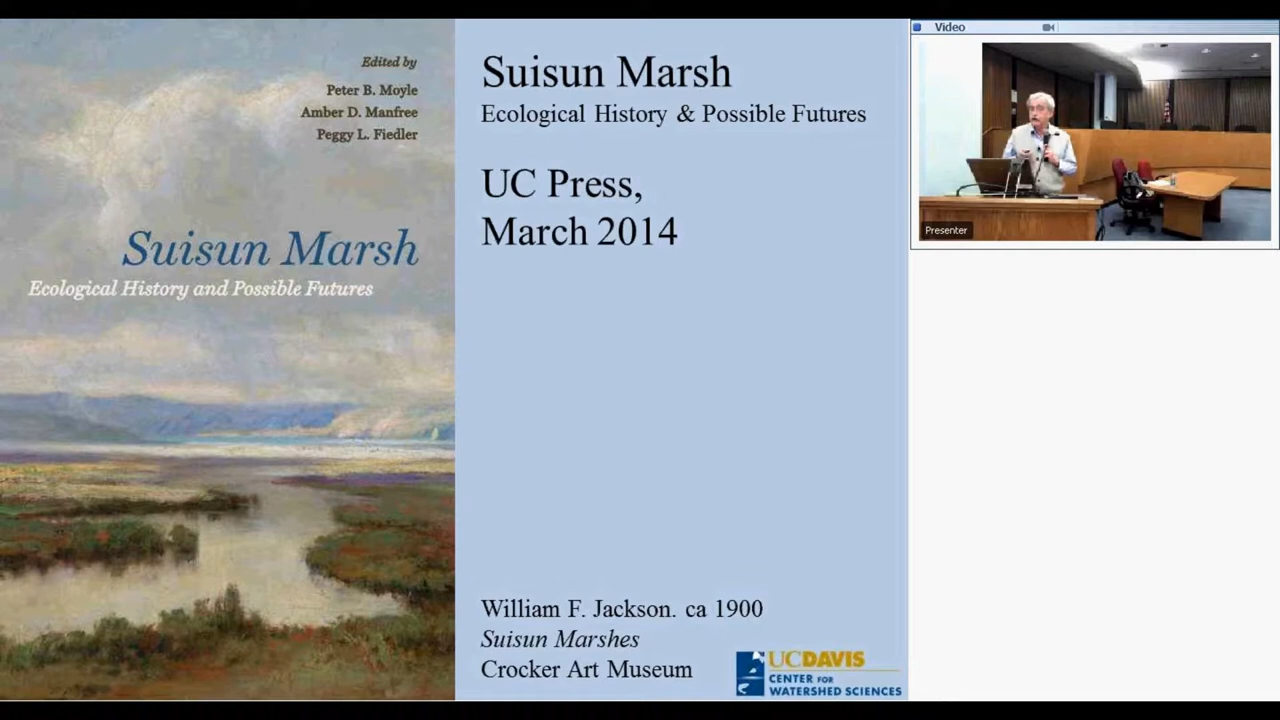 Edited by
Peter B. Moyle
Amber D. Manfree
Peggy L. Fiedler
Suisun Marsh
Ecological History and Possible Futures
Suisun Marsh
Ecological History & Possible Futures
UC Press,
March 2014
William F. Jackson. ca 1900
Suisun Marshes
Crocker Art Museum
UCDAVIS
CENTER FOR
WATERSHED SCIENCES
Video
Presenter